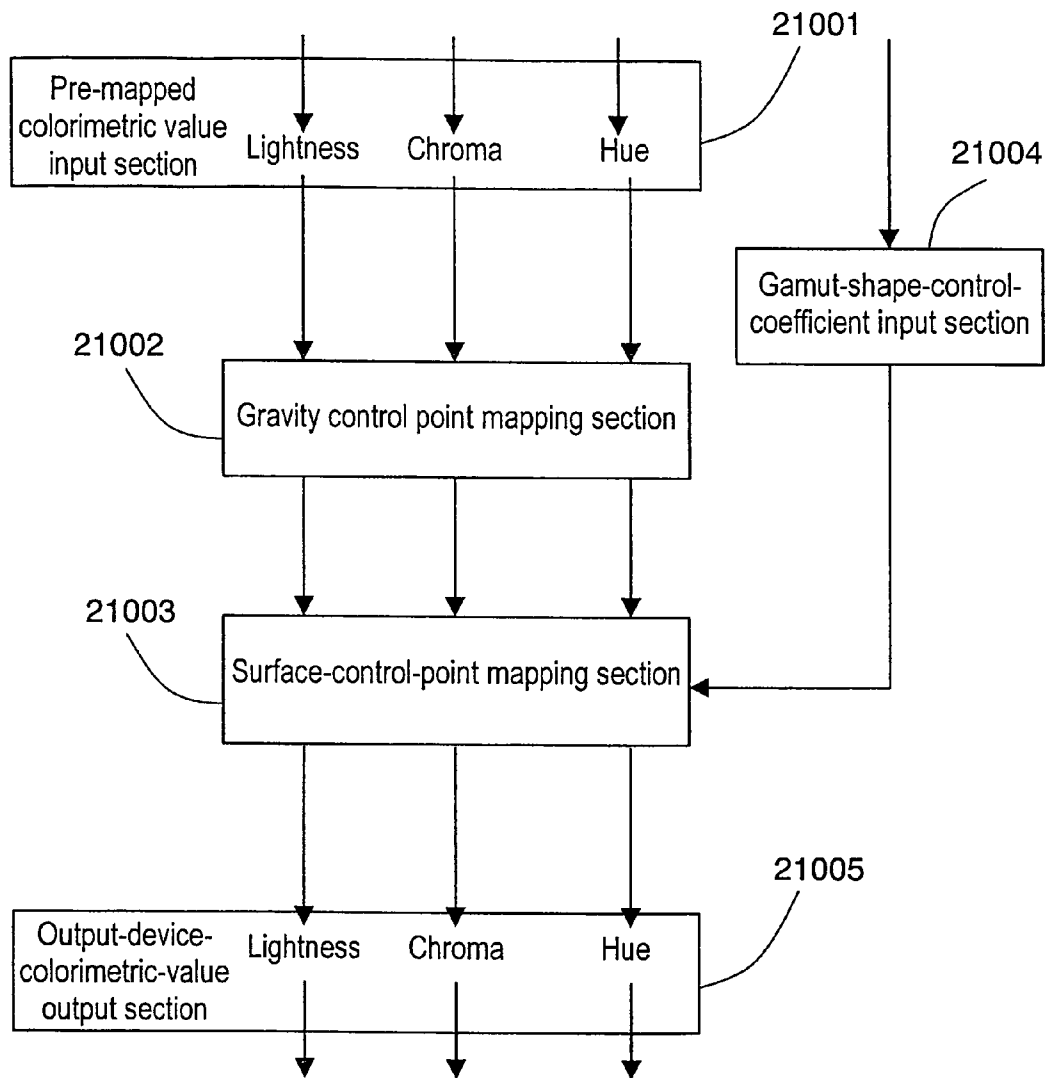 21001
Pre-mapped
colorimetric value
input section
Lightness
Chroma
Hue
21004
Gamut-shape-control-
coefficient input section
21002
Gravity control point mapping section
21003
Surface-control-point mapping section
21005
Output-device-
colorimetric-value
output section
Lightness
Chroma
Hue